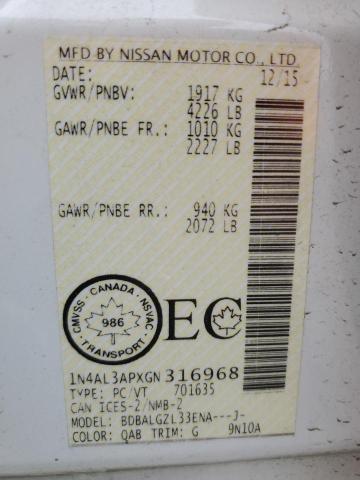 MFD BY NISSAN MOTOR CO., LTD
DATE: 12/15
GVWR/PNBV: 1917 KG
4226 LB
GAWR/PNBE FR.: 1010 KG
2227 LB
GAWR/PNBE RR.: 940 KG
2072 LB
CMVSS · CANADA · NSVAC · TRANSPORT ·
986
EC
1N4AL3APXGN316968
TYPE: PC/VT 701635
CAN ICES-2/NMB-2
MODEL: BDBALGZL33ENA---J-
COLOR: QAB TRIM: G 9N10A